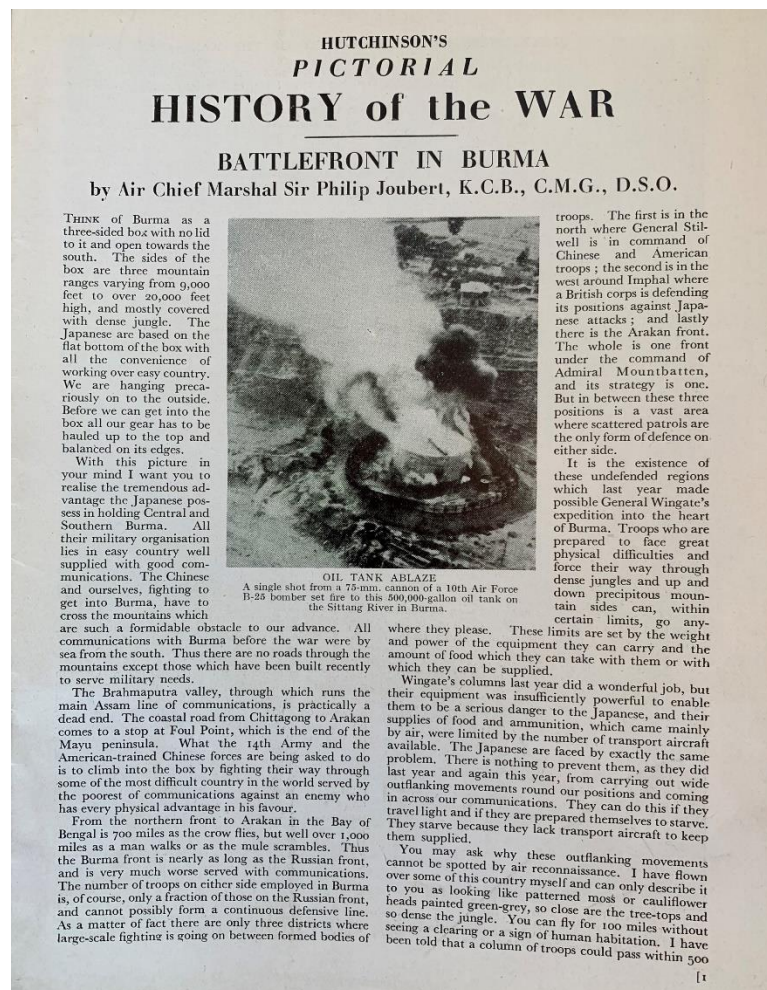 HUTCHINSON'S
PICTORIAL
HISTORY of the WAR
BATTLEFRONT IN BURMA
by Air Chief Marshal Sir Philip Joubert, K.C.B., C.M.G., D.S.O.
THINK of Burma as a
three-sided box with no lid
to it and open towards the
south. The sides of the
box are three mountain
ranges varying from 9,000
feet to over 20,000 feet
high, and mostly covered
with dense jungle. The
Japanese are based on the
flat bottom of the box with
all the convenience of
working over easy country.
We are hanging preca-
riously on to the outside.
Before we can get into the
box all our gear has to be
hauled up to the top and
balanced on its edges.
With this picture in
your mind I want you to
realise the tremendous ad-
vantage the Japanese pos-
sess in holding Central and
Southern Burma. All
their military organisation
lies in easy country well
supplied with good com-
munications. The Chinese
and ourselves, fighting to
get into Burma, have to
cross the mountains which
are such a formidable obstacle to our advance. All
communications with Burma before the war were by
sea from the south. Thus there are no roads through the
mountains except those which have been built recently
to serve military needs.
The Brahmaputra valley, through which runs the
main Assam line of communications, is practically a
dead end. The coastal road from Chittagong to Arakan
comes to a stop at Foul Point, which is the end of the
Mayu peninsula. What the 14th Army and the
American-trained Chinese forces are being asked to do
is to climb into the box by fighting their way through
some of the most difficult country in the world served by
the poorest of communications against an enemy who
has every physical advantage in his favour.
From the northern front to Arakan in the Bay of
Bengal is 700 miles as the crow flies, but well over 1,000
miles as a man walks or as the mule scrambles. Thus
the Burma front is nearly as long as the Russian front,
and is very much worse served with communications.
The number of troops on either side employed in Burma
is, of course, only a fraction of those on the Russian front,
and cannot possibly form a continuous defensive line.
As a matter of fact there are only three districts where
large-scale fighting is going on between formed bodies of
OIL TANK ABLAZE
A single shot from a 75-mm. cannon of a 10th Air Force
B-25 bomber set fire to this 500,000-gallon oil tank on
the Sittang River in Burma.
troops. The first is in the
north where General Stil-
well is in command of
Chinese and American
troops ; the second is in the
west around Imphal where
a British corps is defending
its positions against Japa-
nese attacks ; and lastly
there is the Arakan front.
The whole is one front
under the command of
Admiral Mountbatten,
and its strategy is one.
But in between these three
positions is a vast area
where scattered patrols are
the only form of defence on
either side.
It is the existence of
these undefended regions
which last year made
possible General Wingate's
expedition into the heart
of Burma. Troops who are
prepared to face great
physical difficulties and
force their way through
dense jungles and up and
down precipitous moun-
tain sides can, within
certain limits, go any-
where they please. These limits are set by the weight
and power of the equipment they can carry and the
amount of food which they can take with them or with
which they can be supplied.
Wingate's columns last year did a wonderful job, but
their equipment was insufficiently powerful to enable
them to be a serious danger to the Japanese, and their
supplies of food and ammunition, which came mainly
by air, were limited by the number of transport aircraft
available. The Japanese are faced by exactly the same
problem. There is nothing to prevent them, as they did
last year and again this year, from carrying out wide
outflanking movements round our positions and coming
in across our communications. They can do this if they
travel light and if they are prepared themselves to starve.
They starve because they lack transport aircraft to keep
them supplied.
You may ask why these outflanking movements
cannot be spotted by air reconnaissance. I have flown
over some of this country myself and can only describe it
to you as looking like patterned moss or cauliflower
heads painted green-grey, so close are the tree-tops and
so dense the jungle. You can fly for 100 miles without
seeing a clearing or a sign of human habitation. I have
been told that a column of troops could pass within 500
[1